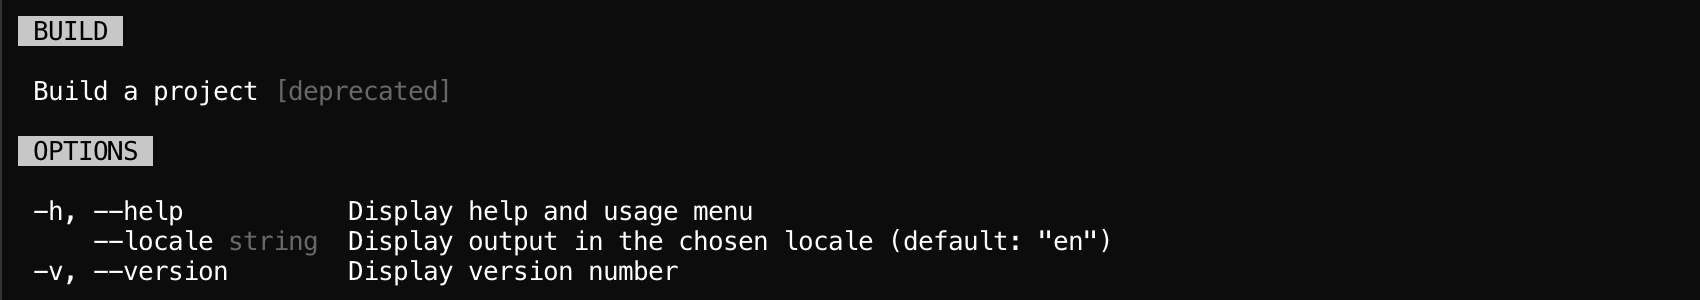 BUILD
Build a project [deprecated]
OPTIONS
-h, --help Display help and usage menu
--locale string Display output in the chosen locale (default: "en")
-v, --version Display version number